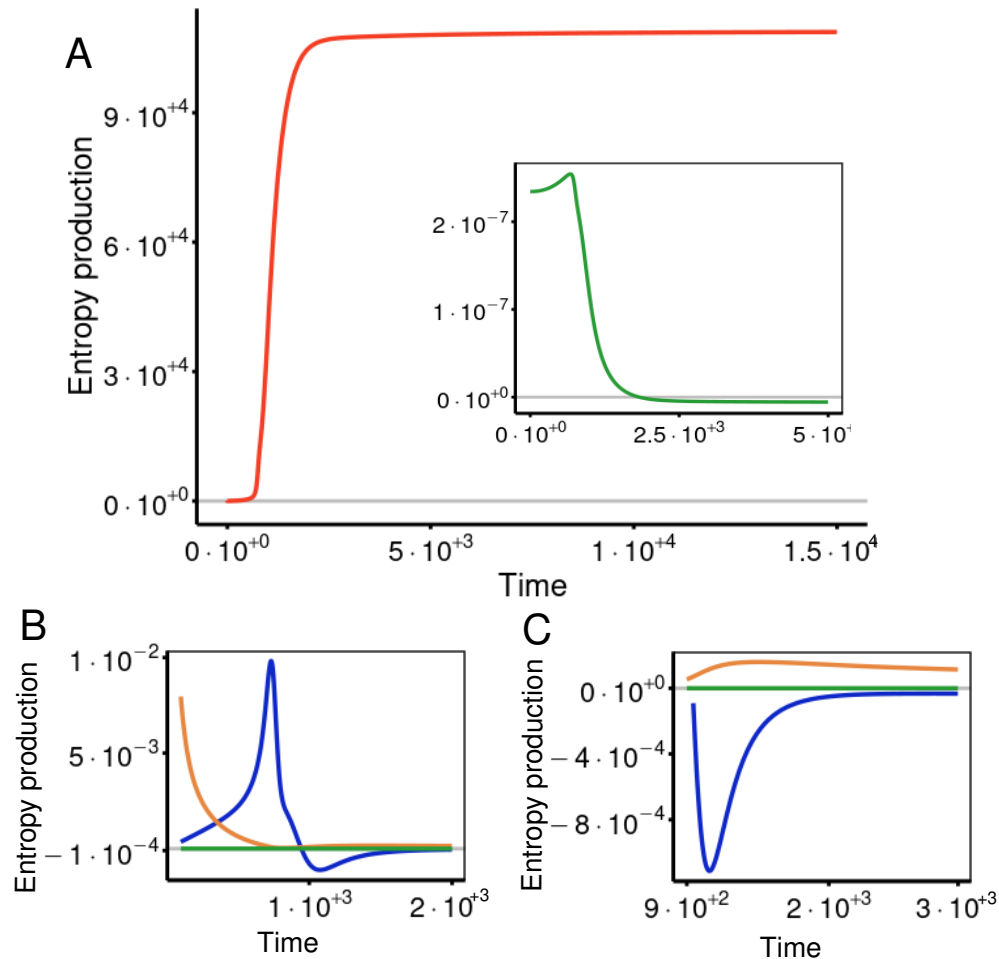 A
Entropy production
9·10⁺⁴
6·10⁺⁴
3·10⁺⁴
0·10⁺⁰
0·10⁺⁰ 5·10⁺³ 1·10⁺⁴ 1.5·10⁴
Time
2·10⁻⁷
1·10⁻⁷
0·10⁺⁰
0·10⁺⁰ 2.5·10⁺³ 5·10⁺
B
Entropy production
1·10⁻²
5·10⁻³
−1·10⁻⁴
1·10⁺³ 2·10⁺³
Time
C
Entropy production
0·10⁺⁰
−4·10⁻⁴
−8·10⁻⁴
9·10⁺² 2·10⁺³ 3·10⁺³
Time